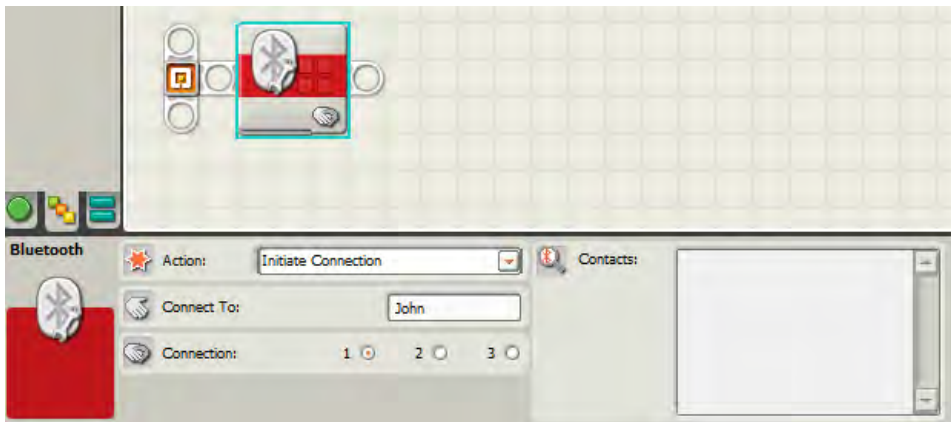 Bluetooth
Action:
Initiate Connection
Connect To:
John
Connection:
1
2
3
Contacts: